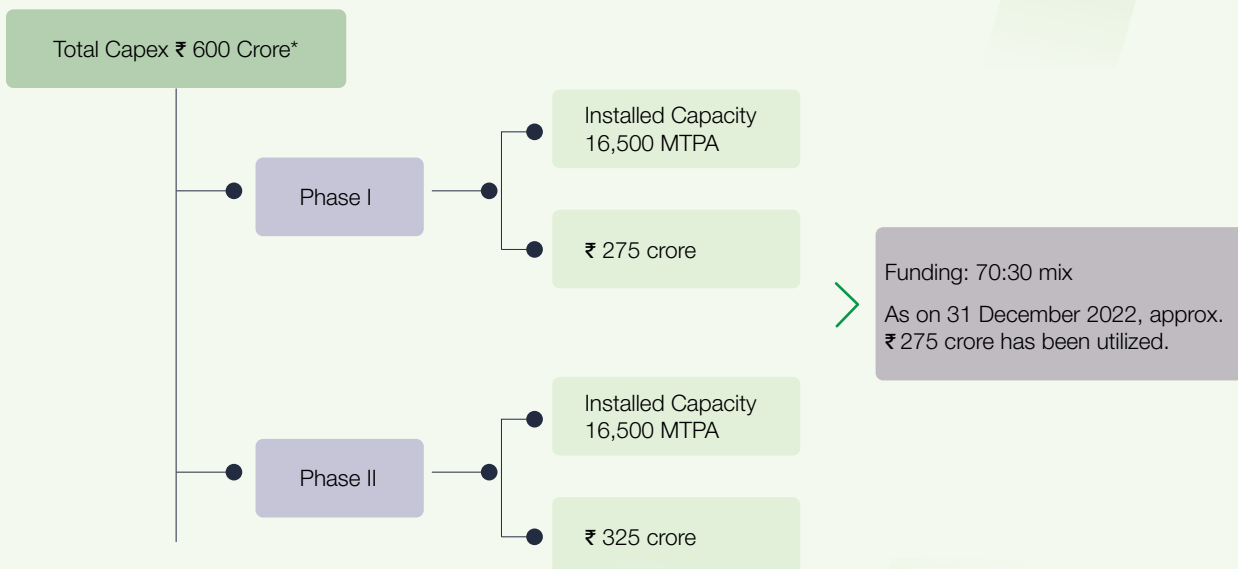 Total Capex ₹ 600 Crore*
Phase I
Installed Capacity
16,500 MTPA
₹ 275 crore
Funding: 70:30 mix
As on 31 December 2022, approx.
₹ 275 crore has been utilized.
Phase II
Installed Capacity
16,500 MTPA
₹ 325 crore